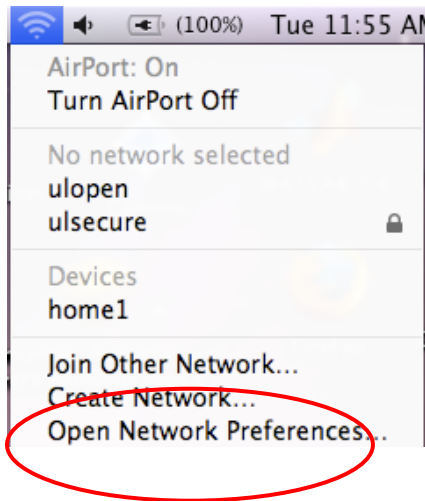 (100%) Tue 11:55 AM
AirPort: On
Turn AirPort Off
No network selected
ulopen
ulsecure
Devices
home1
Join Other Network...
Create Network...
Open Network Preferences...